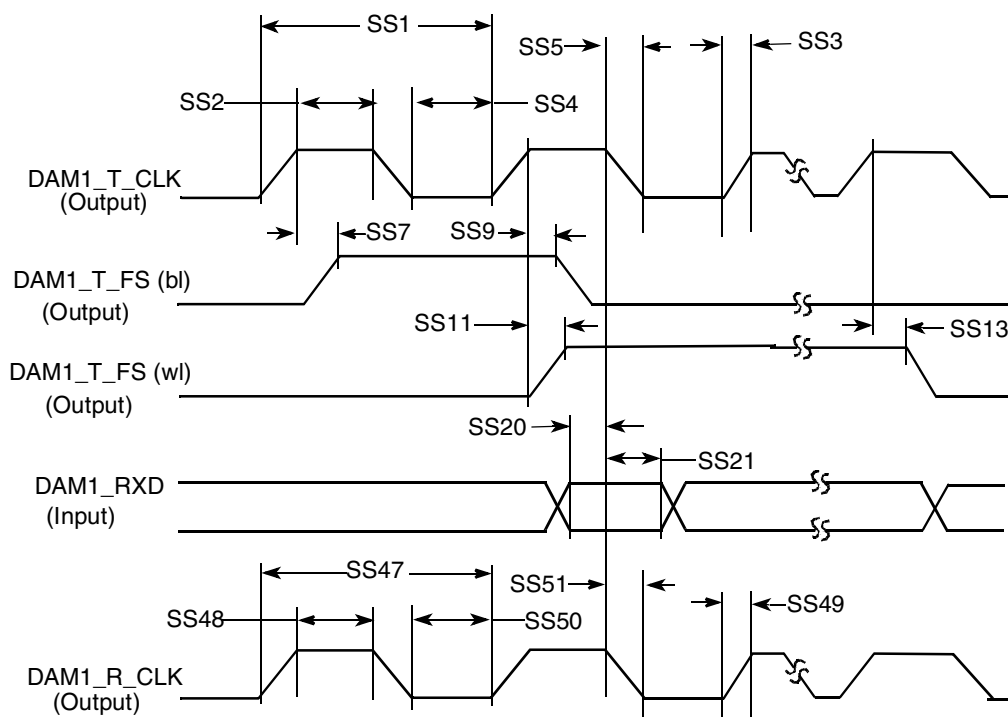 SS1
SS5
SS3
SS2
SS4
DAM1_T_CLK
(Output)
SS7
SS9
DAM1_T_FS (bl)
(Output)
SS11
SS13
DAM1_T_FS (wl)
(Output)
SS20
SS21
DAM1_RXD
(Input)
SS47
SS51
SS49
SS48
SS50
DAM1_R_CLK
(Output)